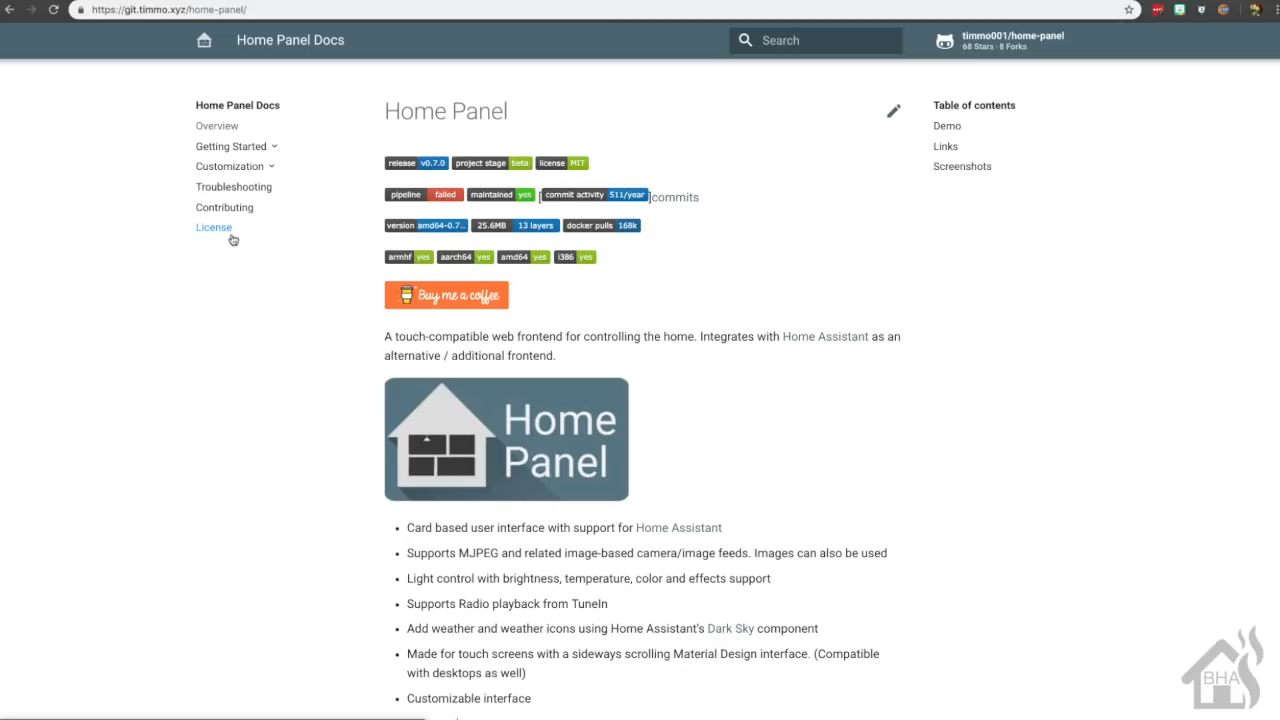 https://git.timmo.xyz/home-panel/
Home Panel Docs
Search
timmo001/home-panel
68 Stars · 8 Forks
Home Panel Docs
Overview
Getting Started
Customization
Troubleshooting
Contributing
License
Home Panel
release v0.7.0 project stage beta license MIT
pipeline failed maintained yes [commit activity 511/year]commits
version amd64-0.7... 25.6MB 13 layers docker pulls 168k
armhf yes aarch64 yes amd64 yes i386 yes
Buy me a coffee
A touch-compatible web frontend for controlling the home. Integrates with Home Assistant as an
alternative / additional frontend.
Home
Panel
• Card based user interface with support for Home Assistant
• Supports MJPEG and related image-based camera/image feeds. Images can also be used
• Light control with brightness, temperature, color and effects support
• Supports Radio playback from TuneIn
• Add weather and weather icons using Home Assistant's Dark Sky component
• Made for touch screens with a sideways scrolling Material Design interface. (Compatible
with desktops as well)
• Customizable interface
Table of contents
Demo
Links
Screenshots
BHA